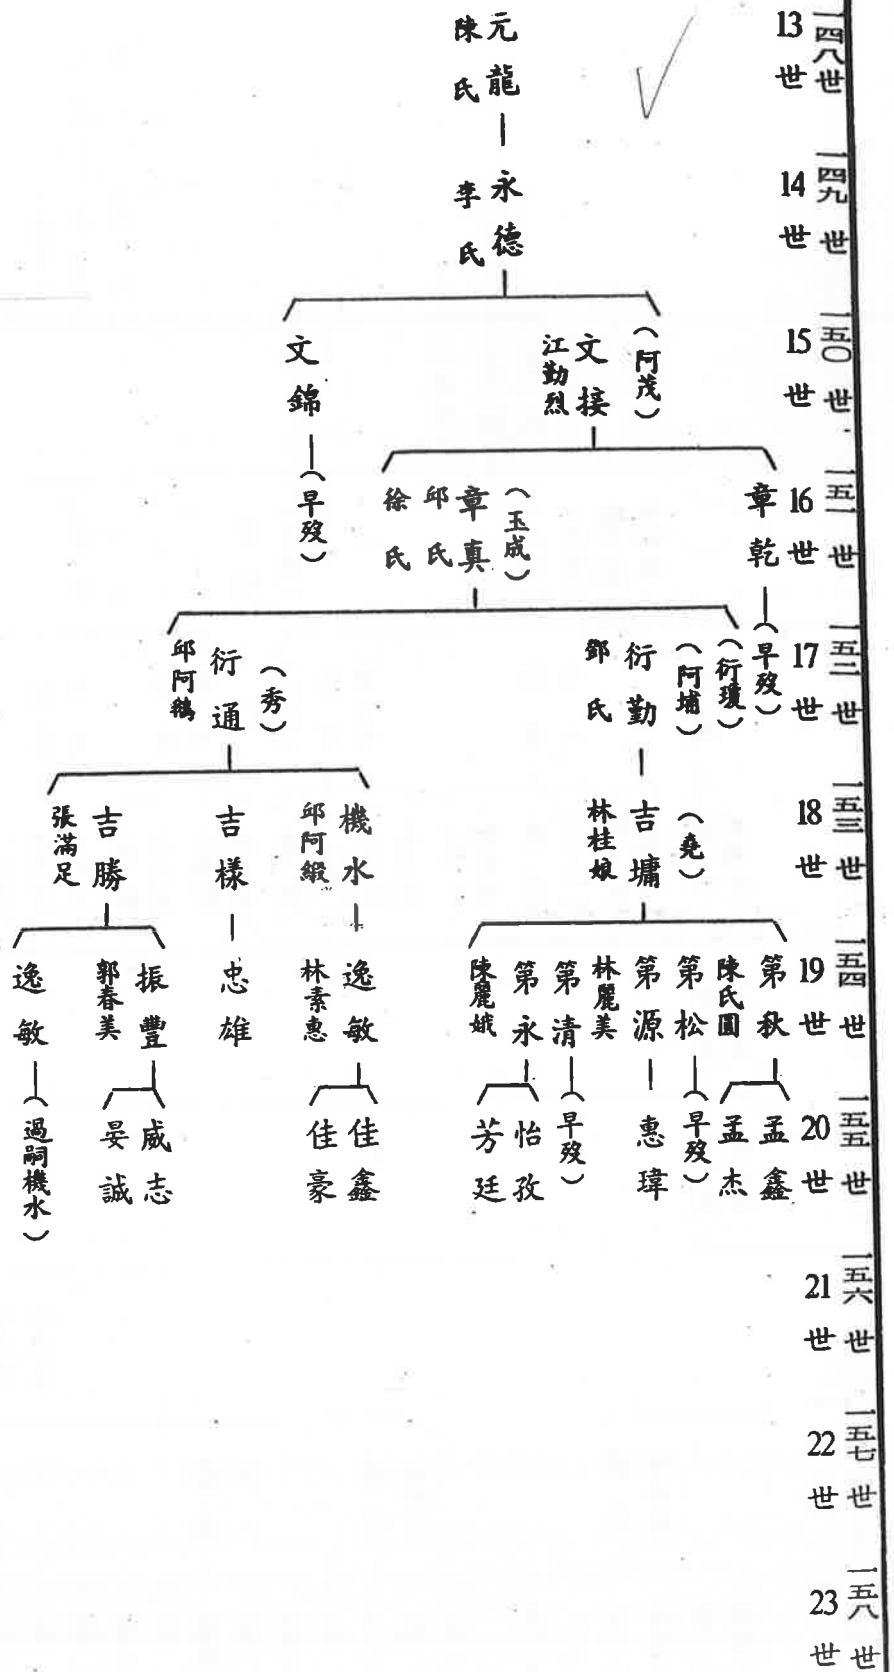 一四八世
13世
元龍
陳氏
一四九世
14世
永德
李氏
一五〇世
15世
(阿茂)
文接
江勤烈
文錦
一五一世
16世
章乾
(玉成)
章真
邱氏
徐氏
(早歿)
一五二世
17世
(早歿)
(衍瓊)
(阿埔)
衍勤
鄧氏
(秀)
衍通
邱阿鵝
一五三世
18世
(堯)
吉墉
林桂娘
機水
邱阿緞
吉樣
吉勝
張滿足
一五四世
19世
第秋
陳氏圓
第松
第源
林麗美
第清
第永
陳麗娥
逸敏
林素惠
忠雄
振豐
郭春美
逸敏
一五五世
20世
孟鑫
孟杰
(早歿)
惠瑋
(早歿)
怡孜
芳廷
佳鑫
佳豪
威志
晏誠
(過嗣機水)
一五六世
21世
一五七世
22世
一五八世
23世